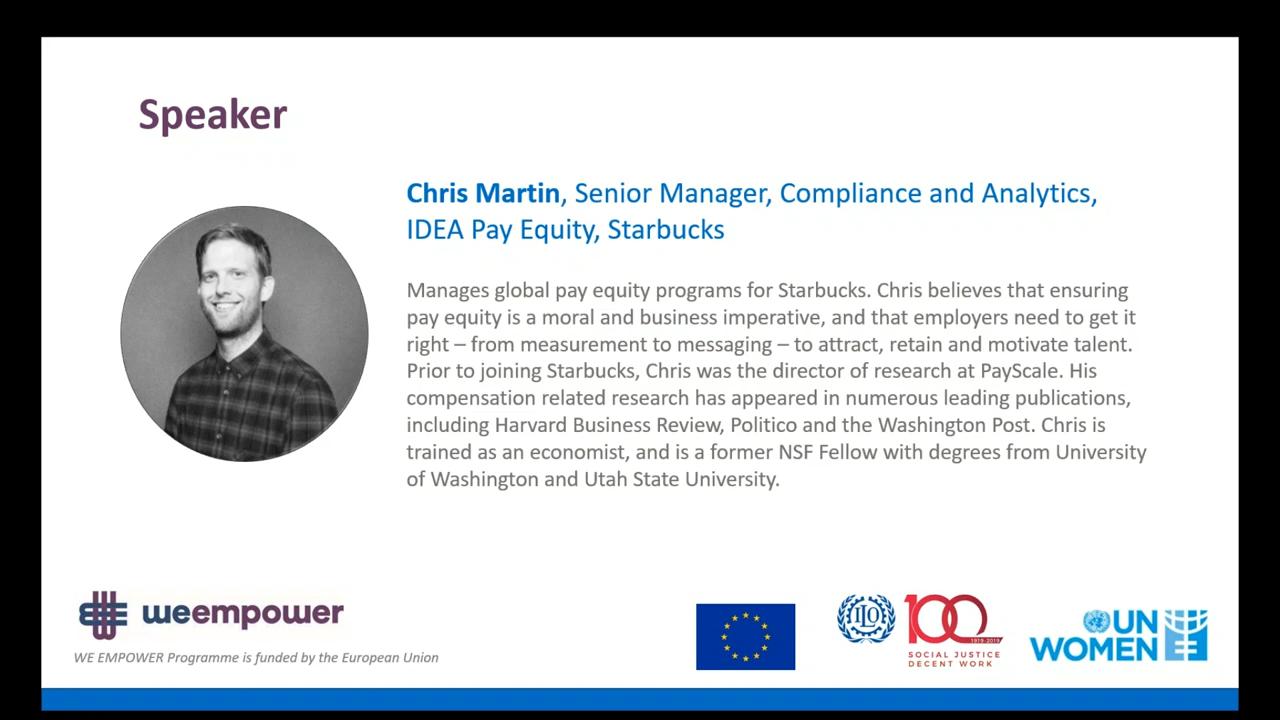 Speaker
Chris Martin, Senior Manager, Compliance and Analytics,
IDEA Pay Equity, Starbucks
Manages global pay equity programs for Starbucks. Chris believes that ensuring
pay equity is a moral and business imperative, and that employers need to get it
right – from measurement to messaging – to attract, retain and motivate talent.
Prior to joining Starbucks, Chris was the director of research at PayScale. His
compensation related research has appeared in numerous leading publications,
including Harvard Business Review, Politico and the Washington Post. Chris is
trained as an economist, and is a former NSF Fellow with degrees from University
of Washington and Utah State University.
weempower
WE EMPOWER Programme is funded by the European Union
ILO
100
1919-2019
SOCIAL JUSTICE
DECENT WORK
UN
WOMEN